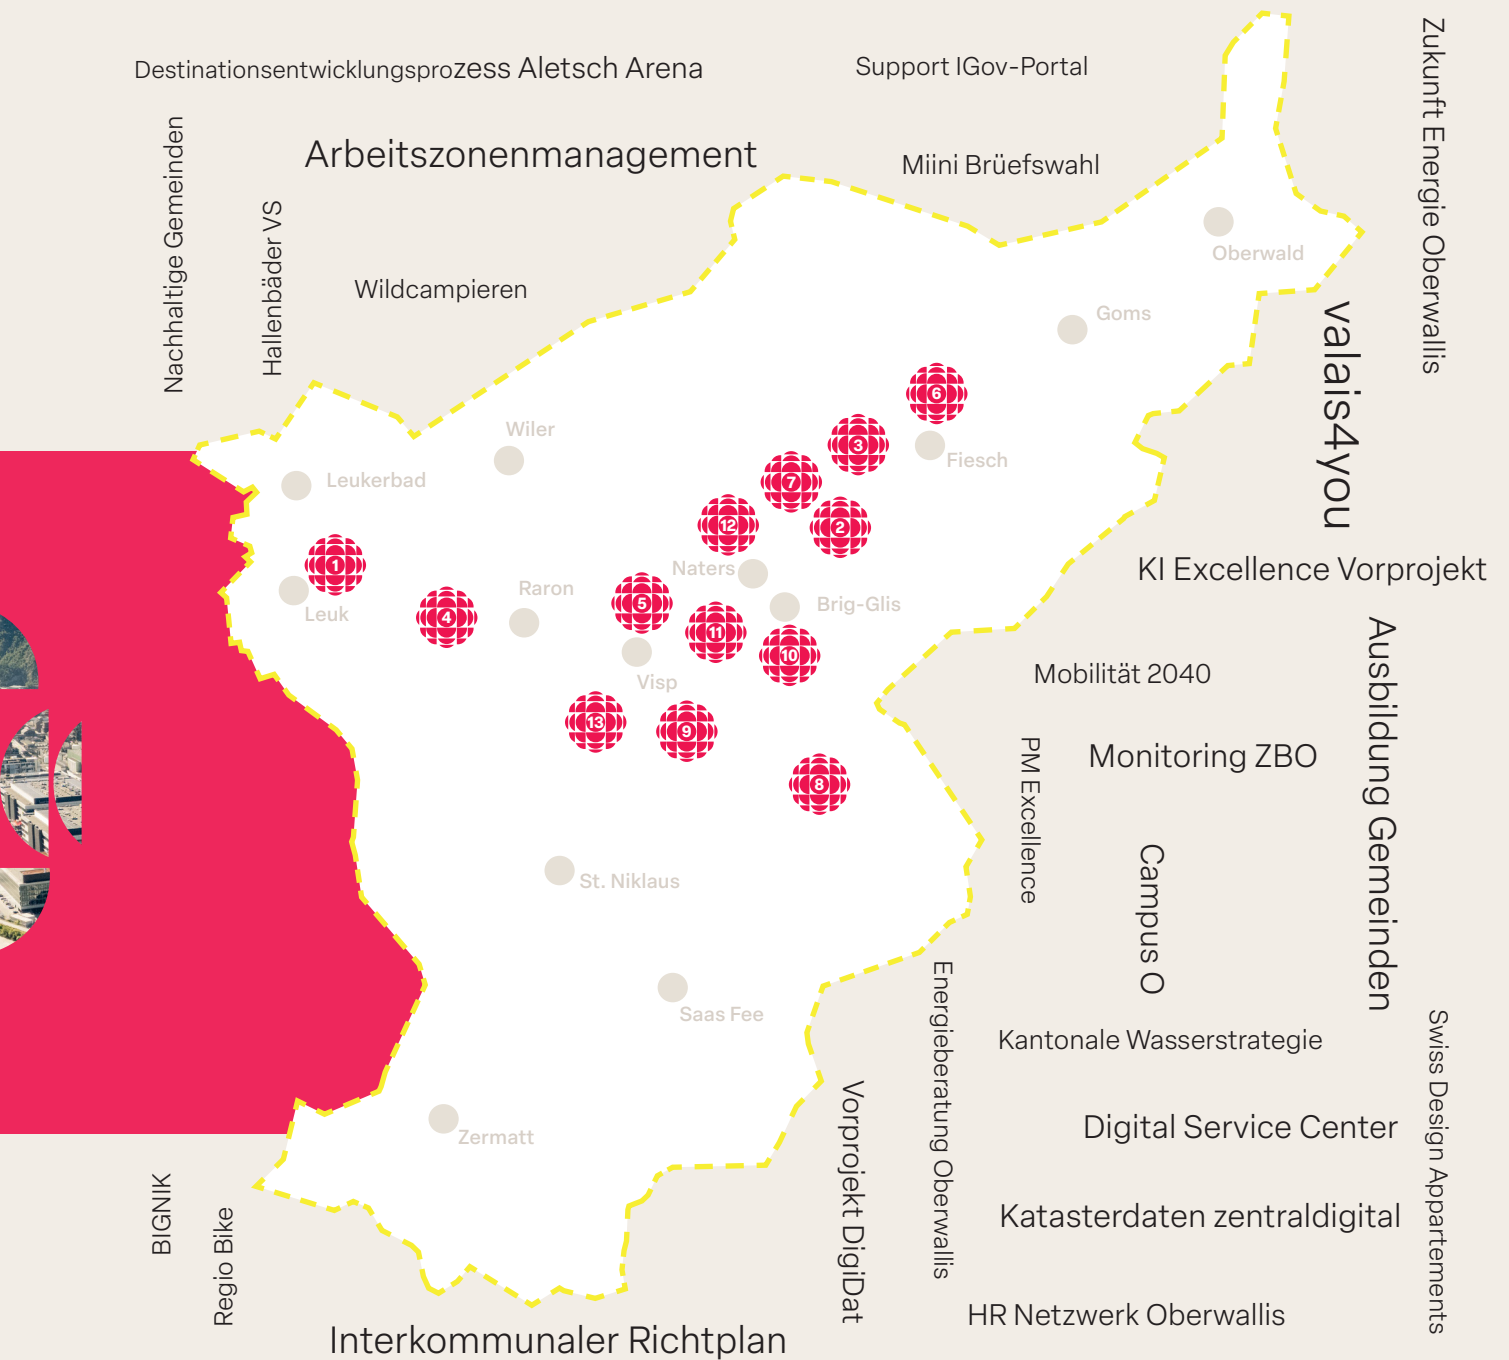 Destinationsentwicklungsprozess Aletsch Arena
Support IGov-Portal
Zukunft Energie Oberwallis
Nachhaltige Gemeinden
Arbeitszonenmanagement
Miini Brüefswahl
Hallenbäder VS
Wildcampieren
Oberwald
Goms
valais4you
6
Wiler
3
Fiesch
Leukerbad
7
12
2
1
Naters
KI Excellence Vorprojekt
Raron
5
Brig-Glis
Leuk
4
11
10
Visp
Mobilität 2040
Ausbildung Gemeinden
13
9
PM Excellence
Monitoring ZBO
8
Campus O
St. Niklaus
Saas Fee
Energieberatung Oberwallis
Kantonale Wasserstrategie
Swiss Design Appartements
Zermatt
Vorprojekt DigiDat
Digital Service Center
BIGNIK
Regio Bike
Katasterdaten zentraldigital
HR Netzwerk Oberwallis
Interkommunaler Richtplan